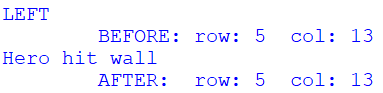 LEFT
BEFORE: row: 5 col: 13
Hero hit wall
AFTER: row: 5 col: 13